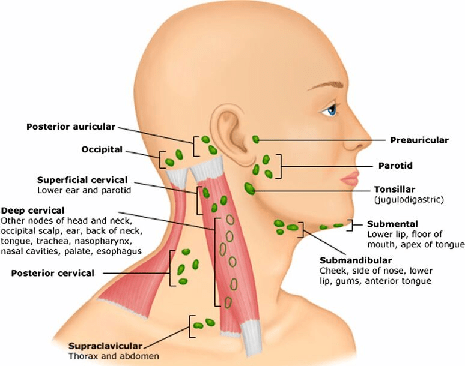 Posterior auricular
Occipital
Superficial cervical
Lower ear and parotid
Deep cervical
Other nodes of head and neck,
occipital scalp, ear, back of neck,
tongue, trachea, nasopharynx,
nasal cavities, palate, esophagus
Posterior cervical
Supraclavicular
Thorax and abdomen
Preauricular
Parotid
Tonsillar
(jugulodigastric)
Submental
Lower lip, floor of
mouth, apex of tongue
Submandibular
Cheek, side of nose, lower
lip, gums, anterior tongue